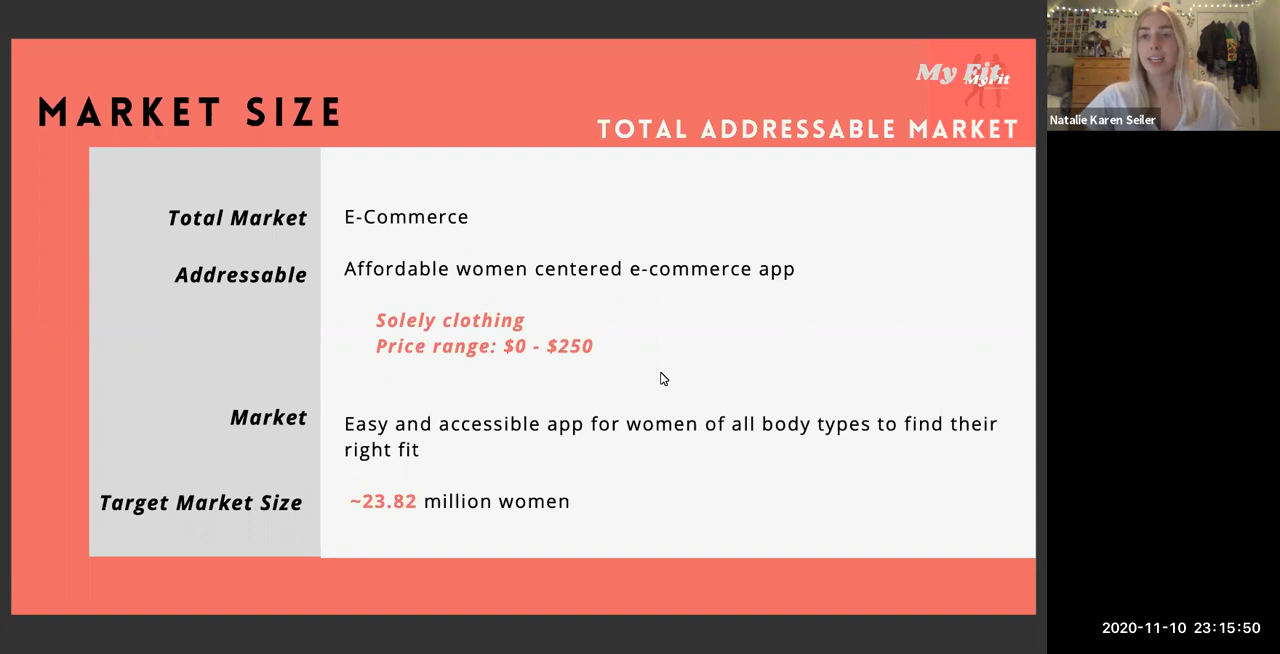 My Fit
MyFit
MARKET SIZE
TOTAL ADDRESSABLE MARKET
Total Market
E-Commerce
Addressable
Affordable women centered e-commerce app
Solely clothing
Price range: $0 - $250
Market
Easy and accessible app for women of all body types to find their
right fit
Target Market Size
~23.82 million women
Natalie Karen Seiler
2020-11-10 23:15:50